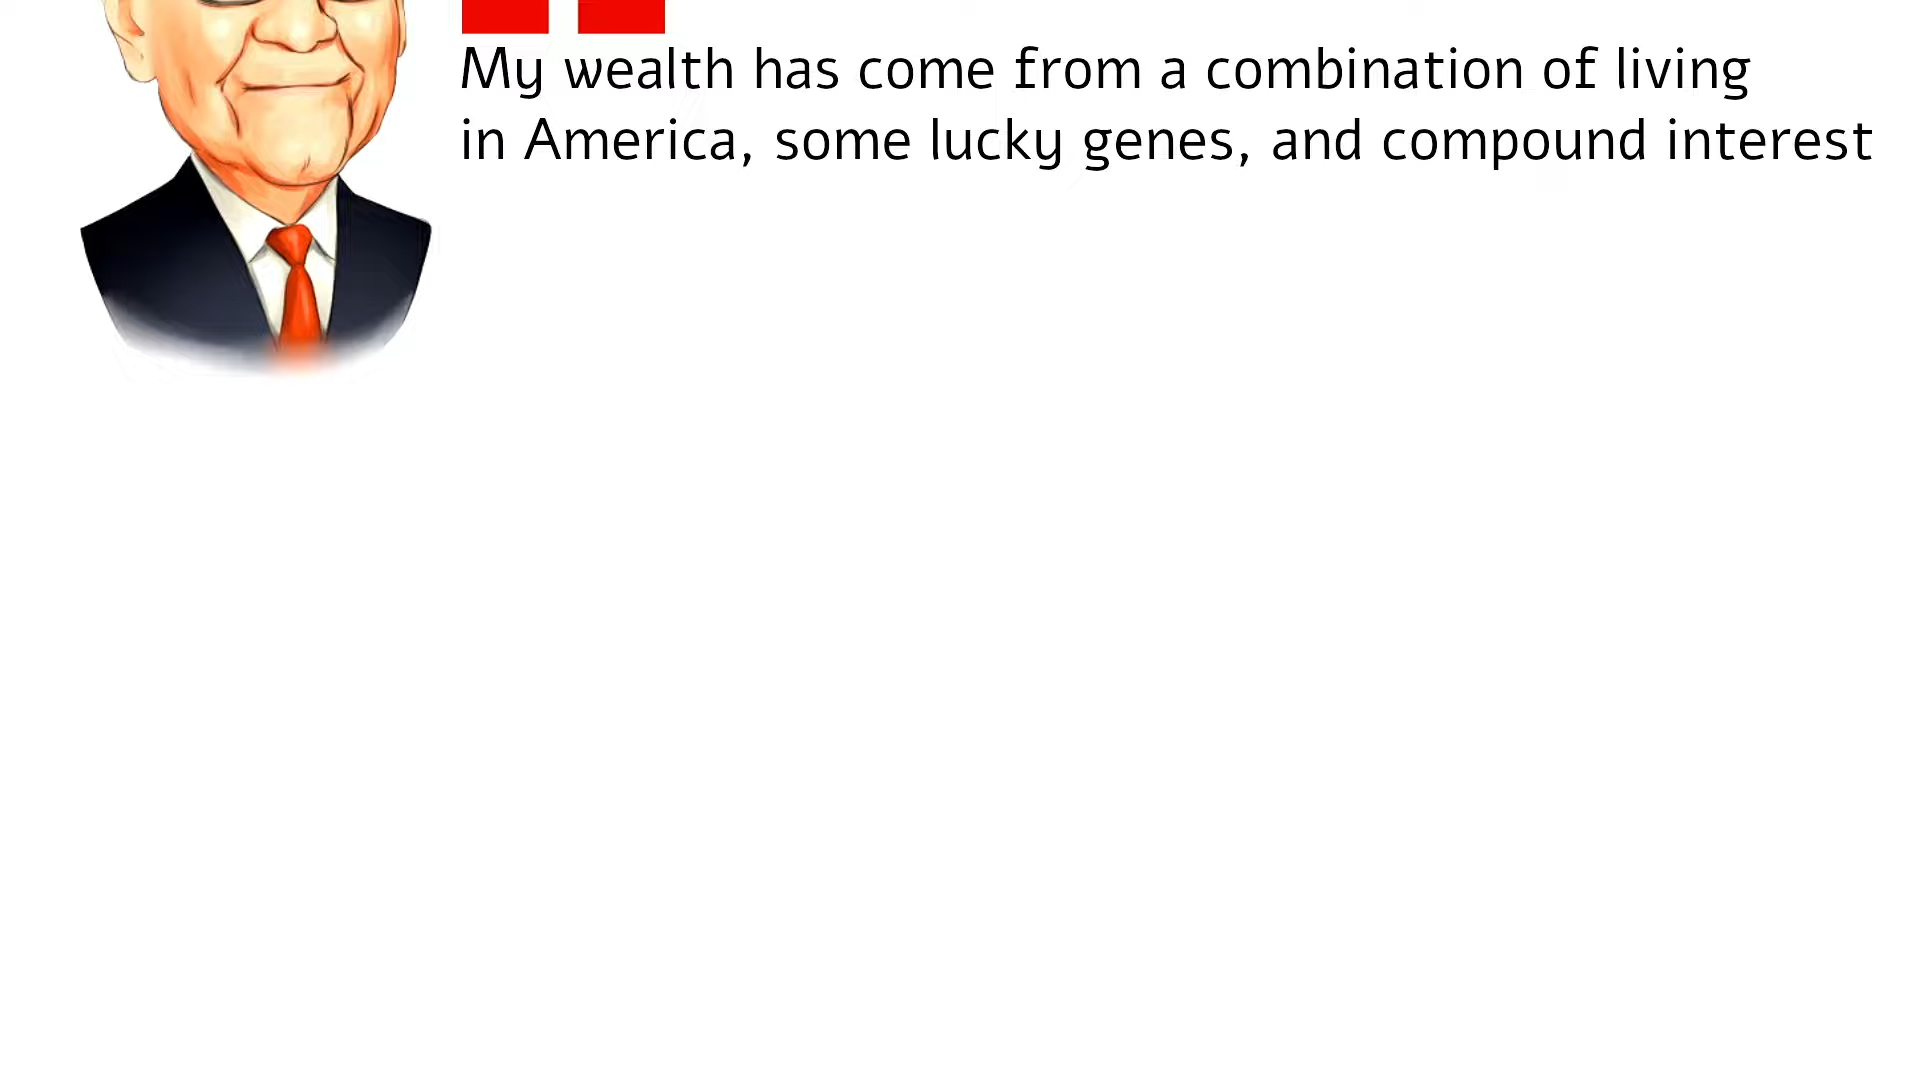 My wealth has come from a combination of living
in America, some lucky genes, and compound interest